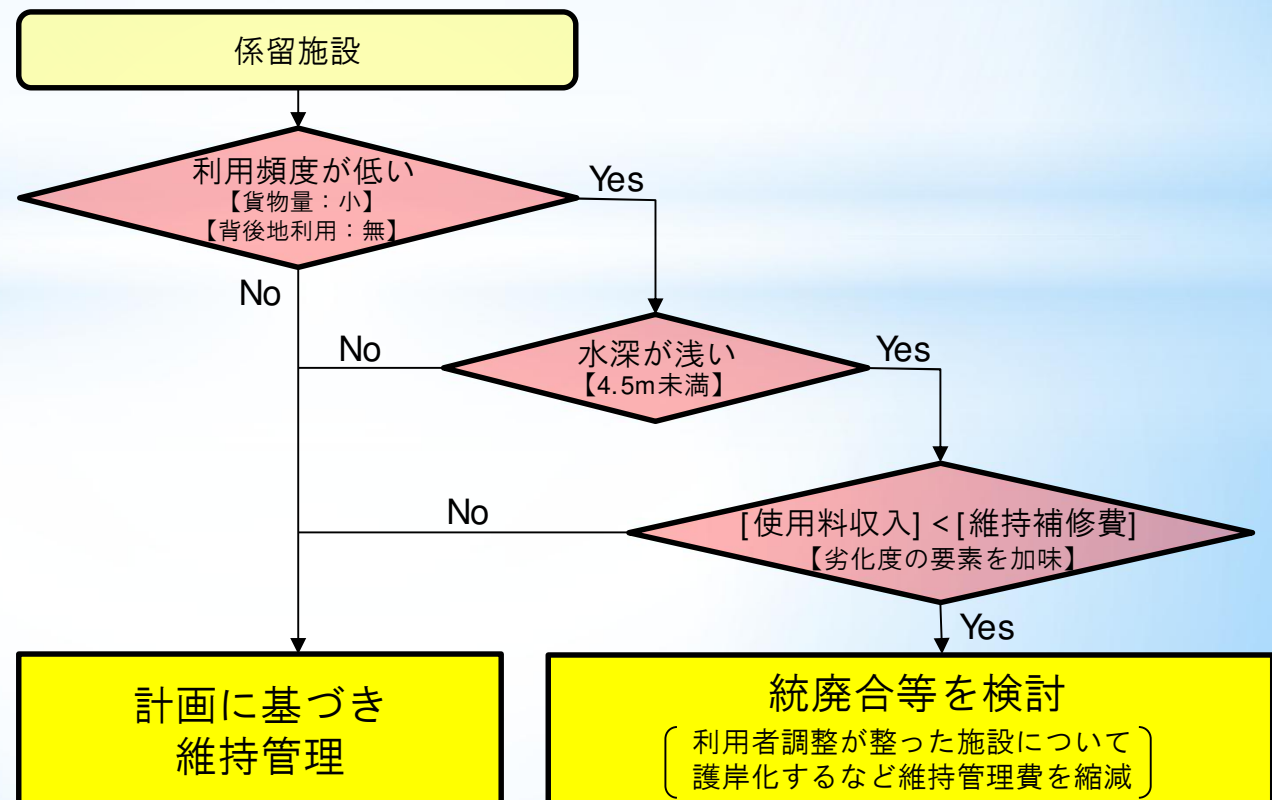 係留施設
利用頻度が低い
【貨物量：小】
【背後地利用：無】
Yes
No
水深が浅い
【4.5m未満】
No
Yes
[使用料収入] < [維持補修費]
【劣化度の要素を加味】
No
Yes
計画に基づき
維持管理
統廃合等を検討
利用者調整が整った施設について
護岸化するなど維持管理費を縮減